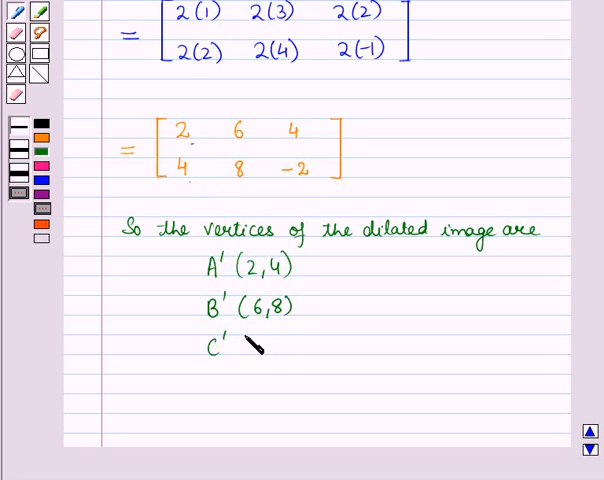 2(1) 2(3) 2(2)
= 2(2) 2(4) 2(-1)
2 6 4
= 4 8 -2
So the vertices of the dilated image are
A' (2,4)
B' (6,8)
C'